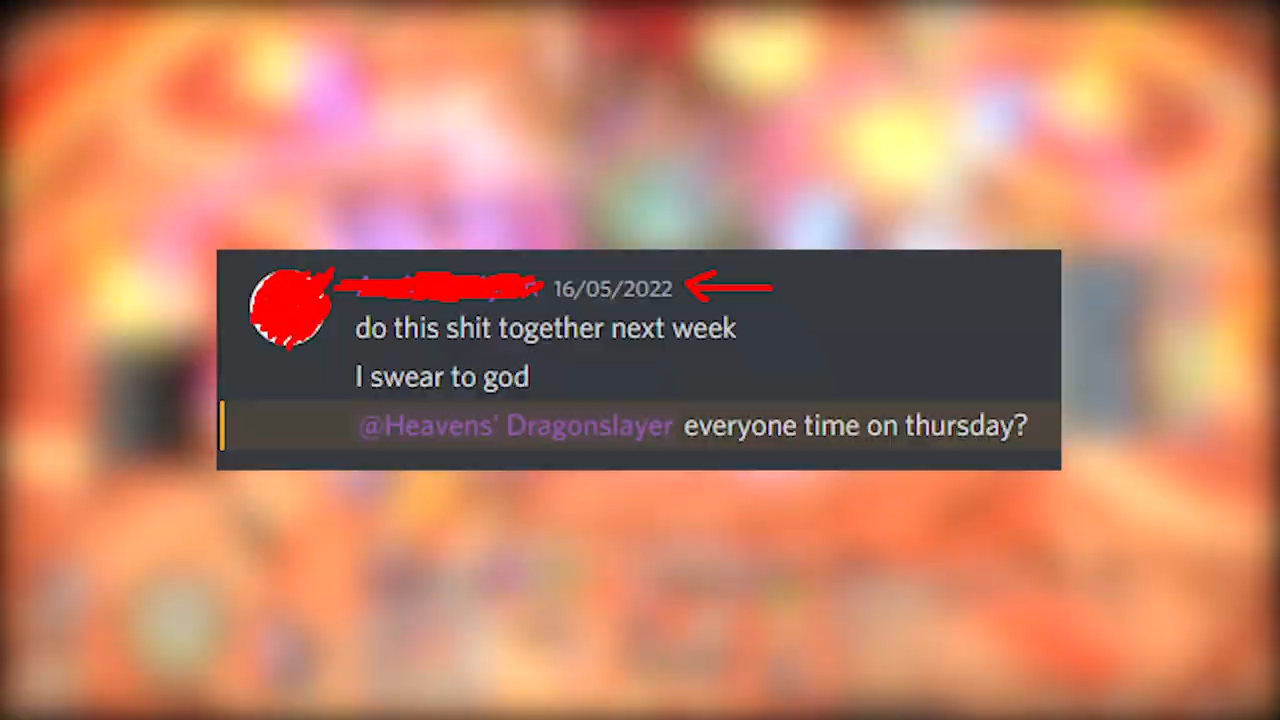 16/05/2022
do this shit together next week
I swear to god
@Heavens' Dragonslayer everyone time on thursday?